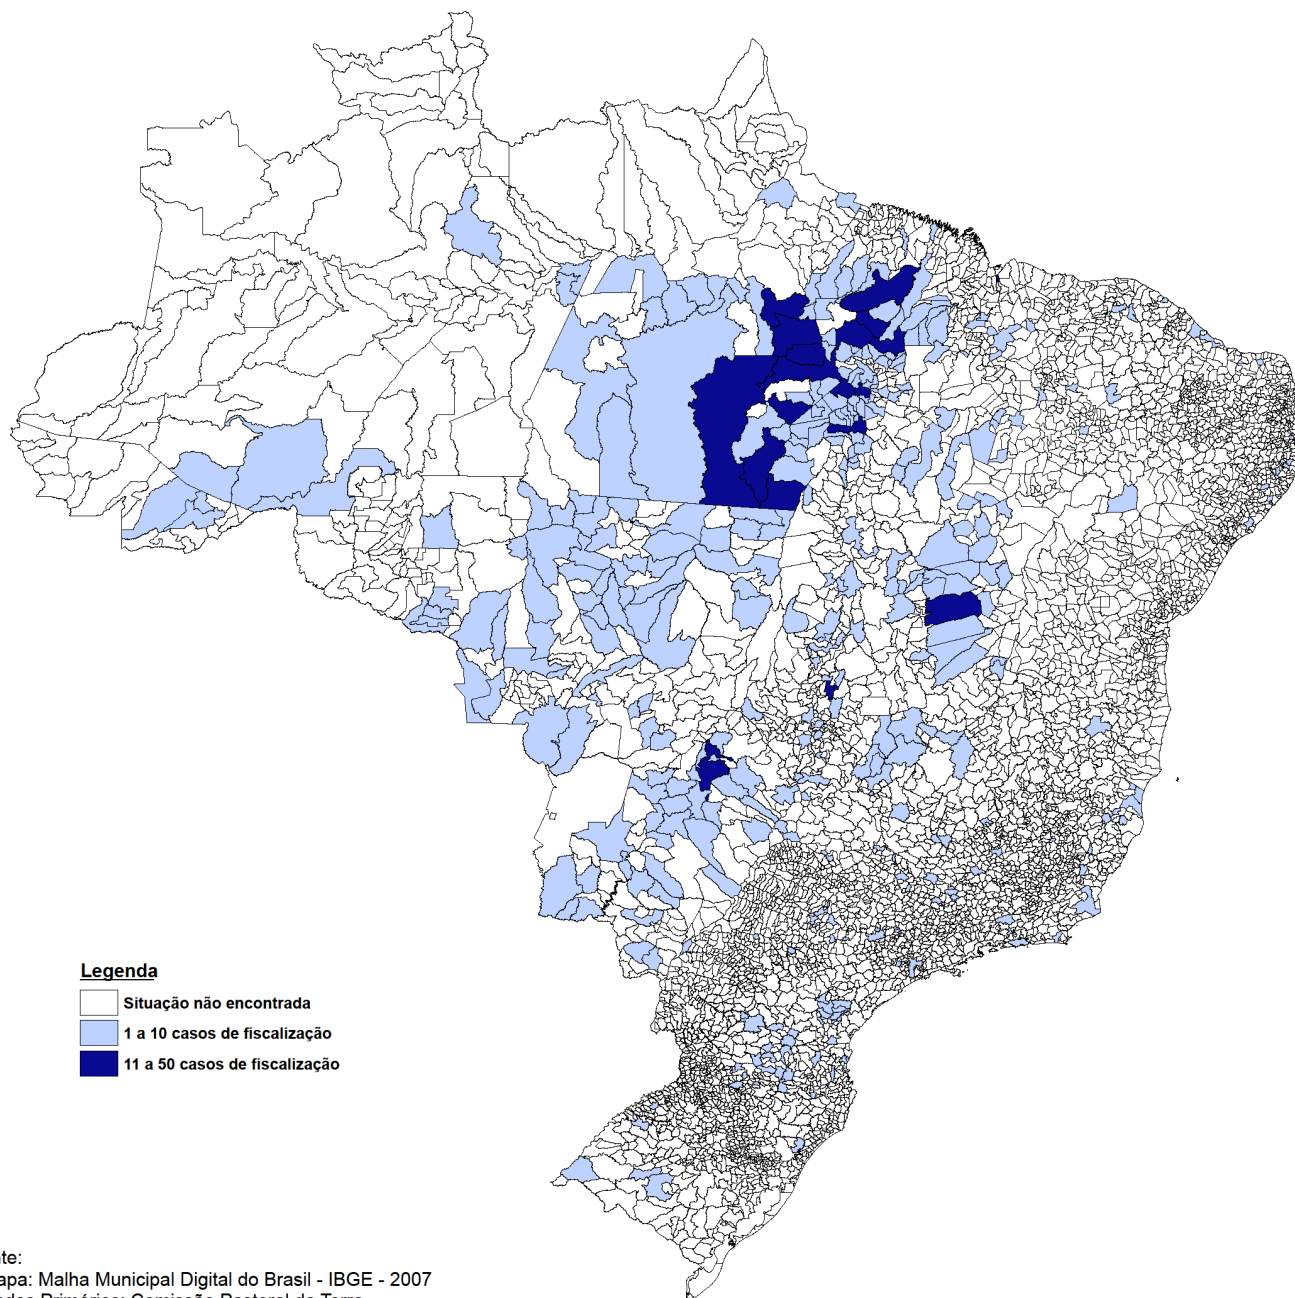 Legenda
Situação não encontrada
1 a 10 casos de fiscalização
11 a 50 casos de fiscalização
nte:
apa: Malha Municipal Digital do Brasil - IBGE - 2007